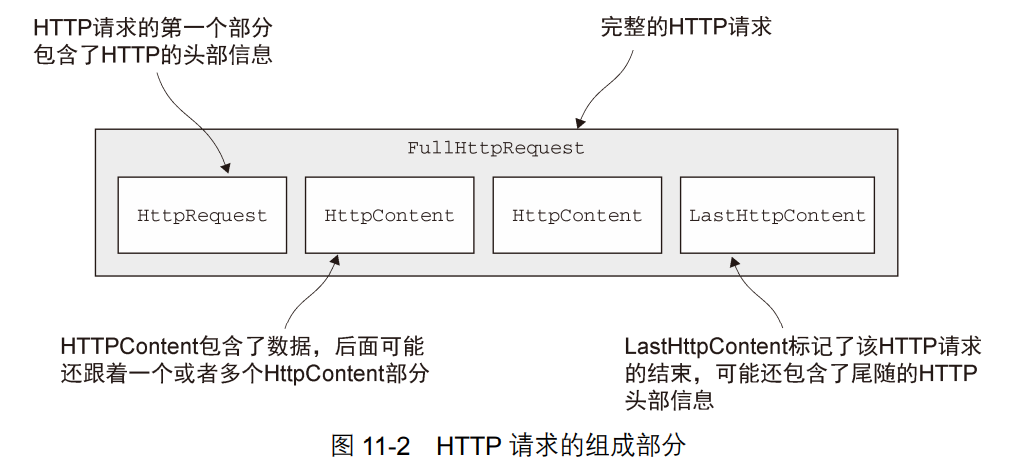 HTTP请求的第一个部分
包含了HTTP的头部信息
完整的HTTP请求
FullHttpRequest
HttpRequest
HttpContent
HttpContent
LastHttpContent
HTTPContent包含了数据，后面可能
还跟着一个或者多个HttpContent部分
LastHttpContent标记了该HTTP请求
的结束，可能还包含了尾随的HTTP
头部信息
图 11-2 HTTP 请求的组成部分